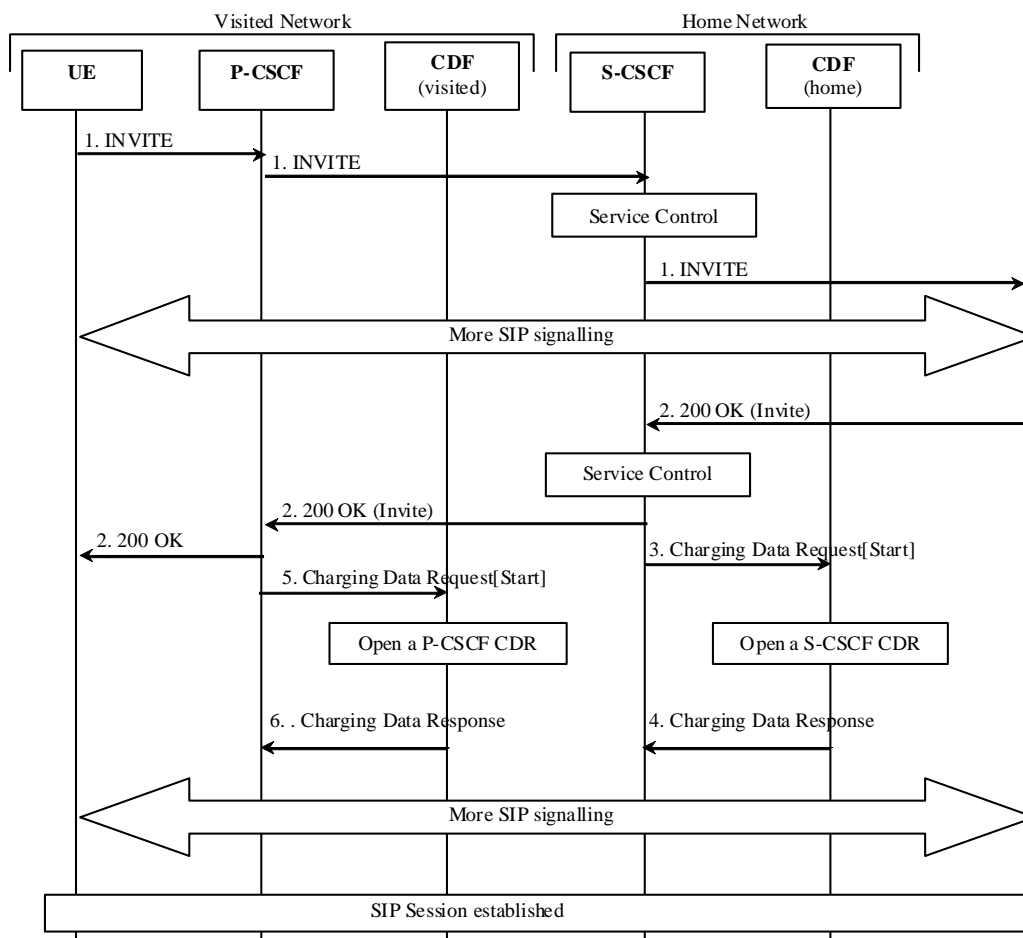 Visited Network
Home Network
UE
P-CSCF
CDF
(visited)
S-CSCF
CDF
(home)
1. INVITE
1. INVITE
Service Control
1. INVITE
More SIP signalling
2. 200 OK (Invite)
Service Control
2. 200 OK (Invite)
2. 200 OK
3. Charging Data Request[Start]
5. Charging Data Request[Start]
Open a P-CSCF CDR
Open a S-CSCF CDR
6. . Charging Data Response
4. Charging Data Response
More SIP signalling
SIP Session established